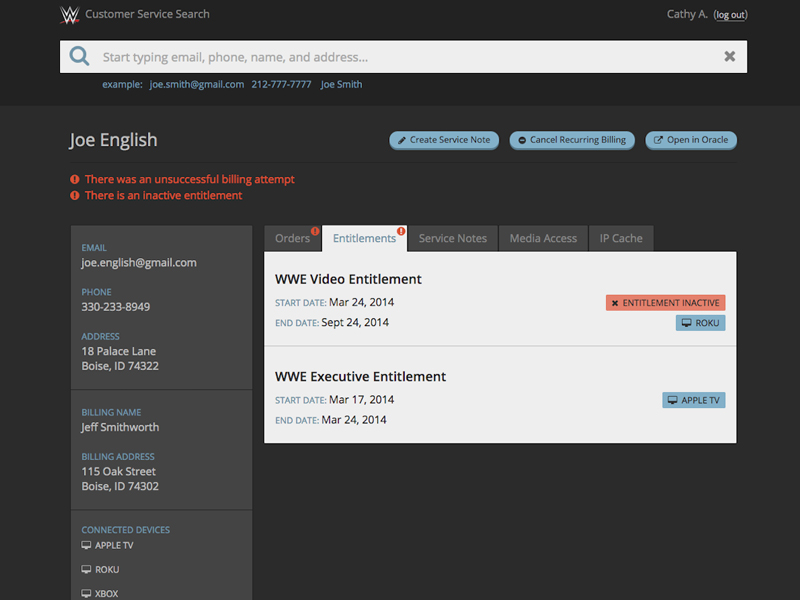 W Customer Service Search
Cathy A. (log out)
Start typing email, phone, name, and address...
example: joe.smith@gmail.com 212-777-7777 Joe Smith
Joe English
Create Service Note
Cancel Recurring Billing
Open in Oracle
There was an unsuccessful billing attempt
There is an inactive entitlement
EMAIL
joe.english@gmail.com
PHONE
330-233-8949
ADDRESS
18 Palace Lane
Boise, ID 74322
BILLING NAME
Jeff Smithworth
BILLING ADDRESS
115 Oak Street
Boise, ID 74302
CONNECTED DEVICES
APPLE TV
ROKU
XBOX
Orders
Entitlements
Service Notes
Media Access
IP Cache
WWE Video Entitlement
START DATE: Mar 24, 2014
ENTITLEMENT INACTIVE
END DATE: Sept 24, 2014
ROKU
WWE Executive Entitlement
START DATE: Mar 17, 2014
APPLE TV
END DATE: Mar 24, 2014